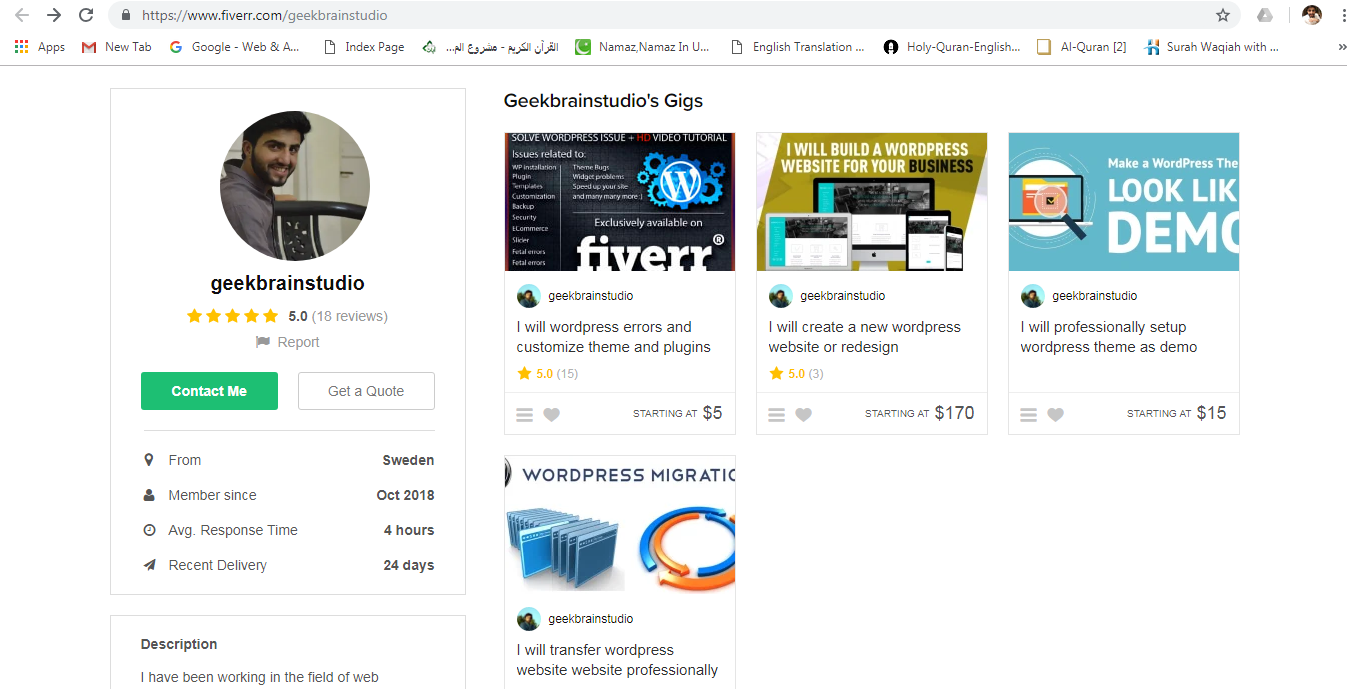 https://www.fiverr.com/geekbrainstudio
Apps
New Tab
Google - Web & A...
Index Page
القرآن الكريم - مشروع الم...
Namaz,Namaz In U...
English Translation ...
Holy-Quran-English...
Al-Quran [2]
Surah Waqiah with ...
»
geekbrainstudio
5.0 (18 reviews)
Report
Contact Me
Get a Quote
From Sweden
Member since Oct 2018
Avg. Response Time 4 hours
Recent Delivery 24 days
Description
I have been working in the field of web
Geekbrainstudio's Gigs
SOLVE WORDPRESS ISSUE + HD VIDEO TUTORIAL
Issues related to:
WP Installation
Plugin
Templates
Customization
Backup
Security
ECommerce
Slider
Fetal errors
Fetal errors
Theme Bugs
Widget problems
Speed up your site
and many many more :)
Exclusively available on
fiverr®
geekbrainstudio
I will wordpress errors and
customize theme and plugins
5.0 (15)
STARTING AT $5
I WILL BUILD A WORDPRESS
WEBSITE FOR YOUR BUSINESS
geekbrainstudio
I will create a new wordpress
website or redesign
5.0 (3)
STARTING AT $170
Make a WordPress The
LOOK LIK
DEMO
geekbrainstudio
I will professionally setup
wordpress theme as demo
STARTING AT $15
WORDPRESS MIGRATIO
geekbrainstudio
I will transfer wordpress
website website professionally